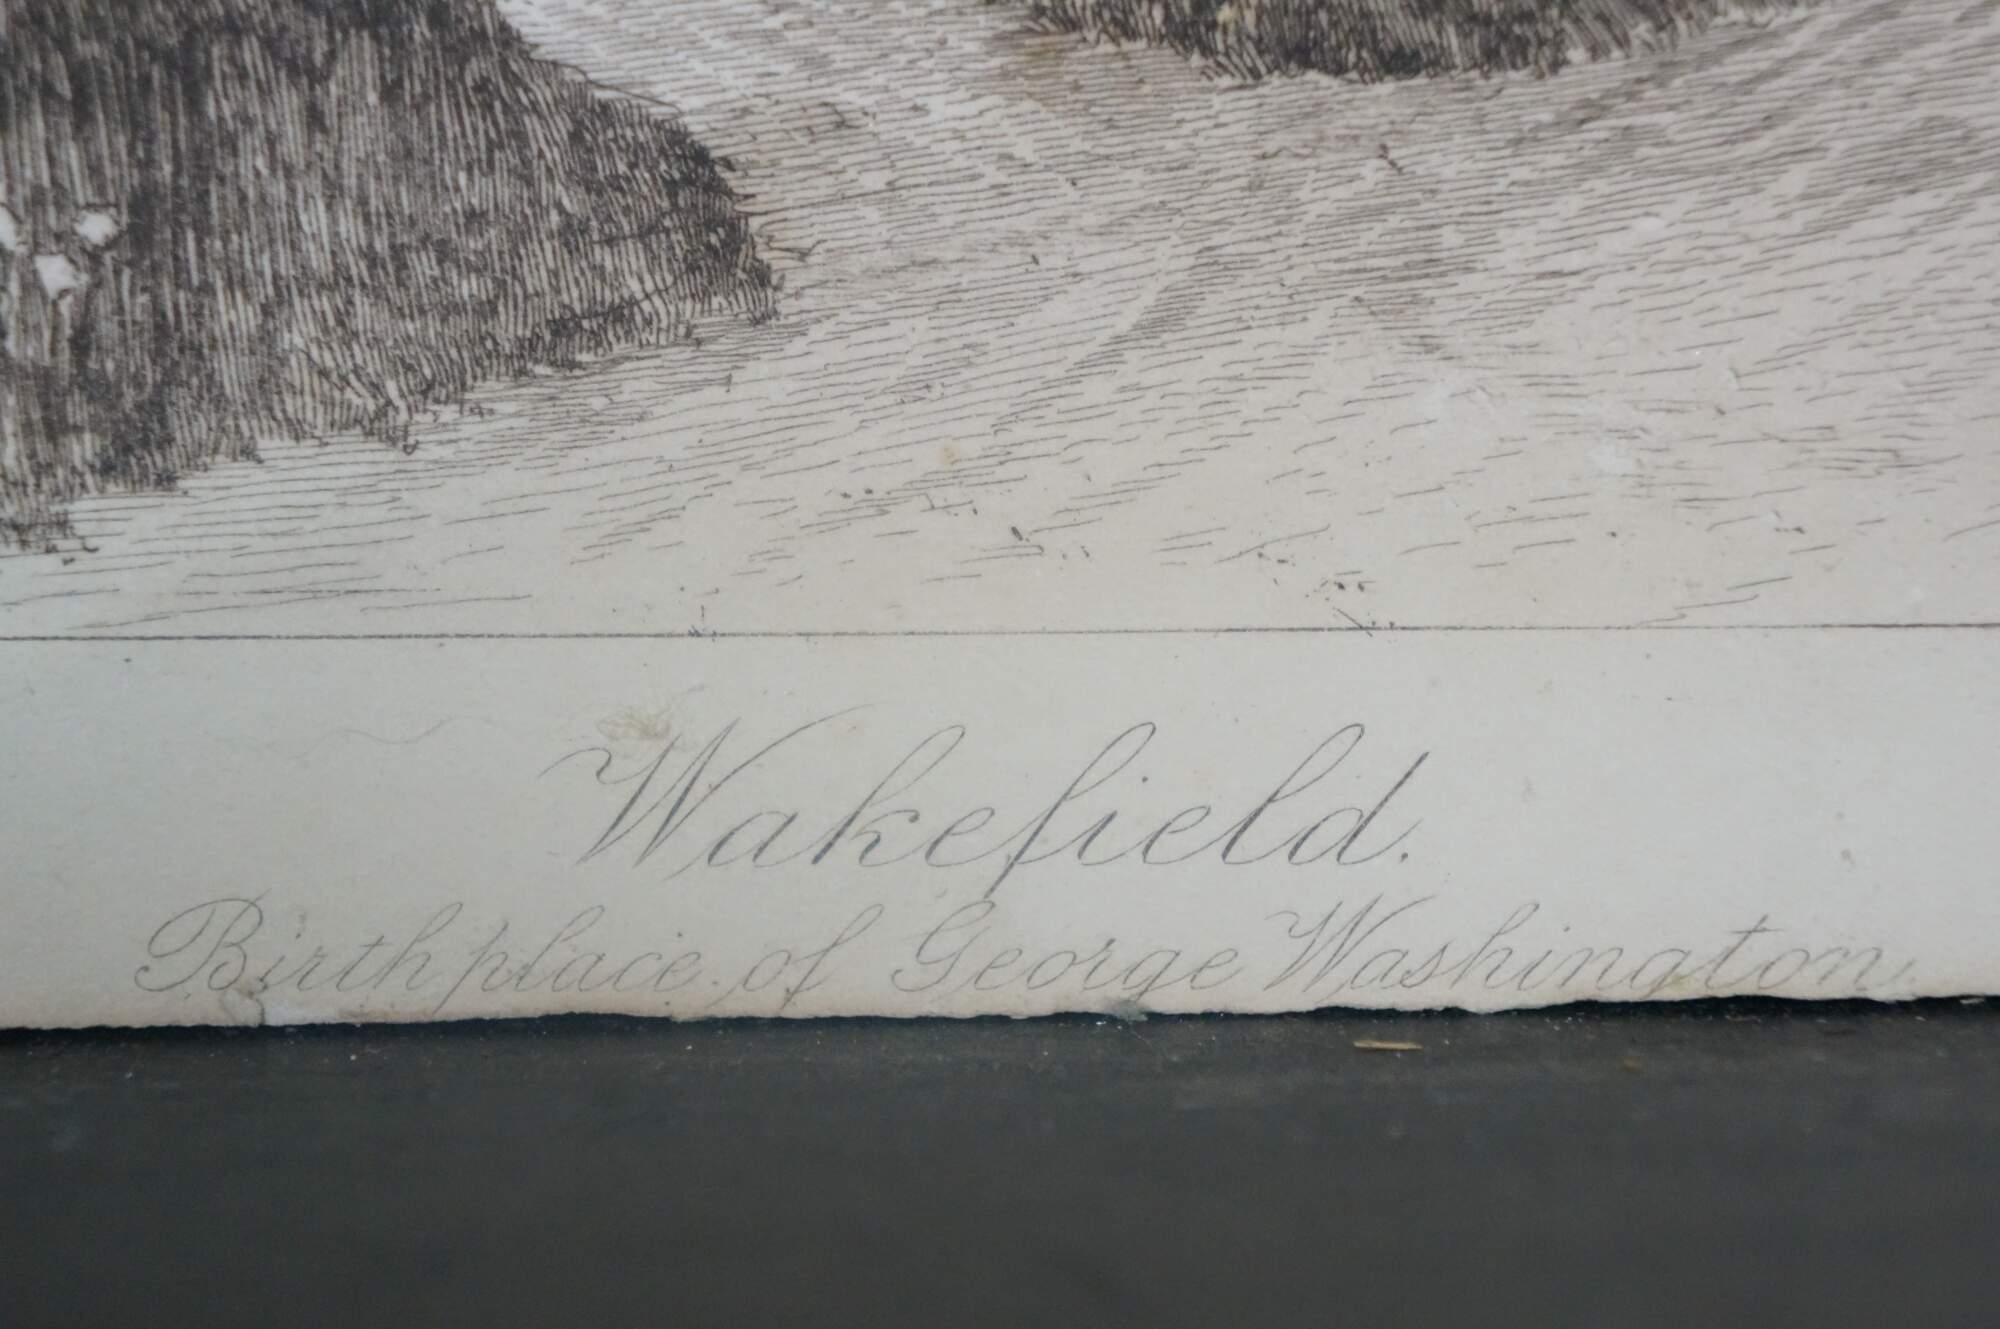 Wakefield.
Birthplace of George Washington.